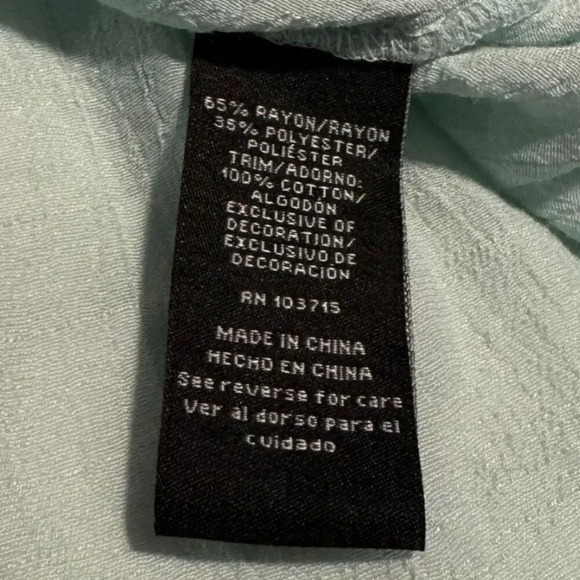 65% RAYON/RAYON
35% POLYESTER/
POLIÉSTER
TRIM/ADORNO:
100% COTTON/
ALGODÓN
EXCLUSIVE OF
DECORATION/
EXCLUSIVO DE
DECORACIÓN
RN 103715
MADE IN CHINA
HECHO EN CHINA
See reverse for care
Ver al dorso para el
cuidado